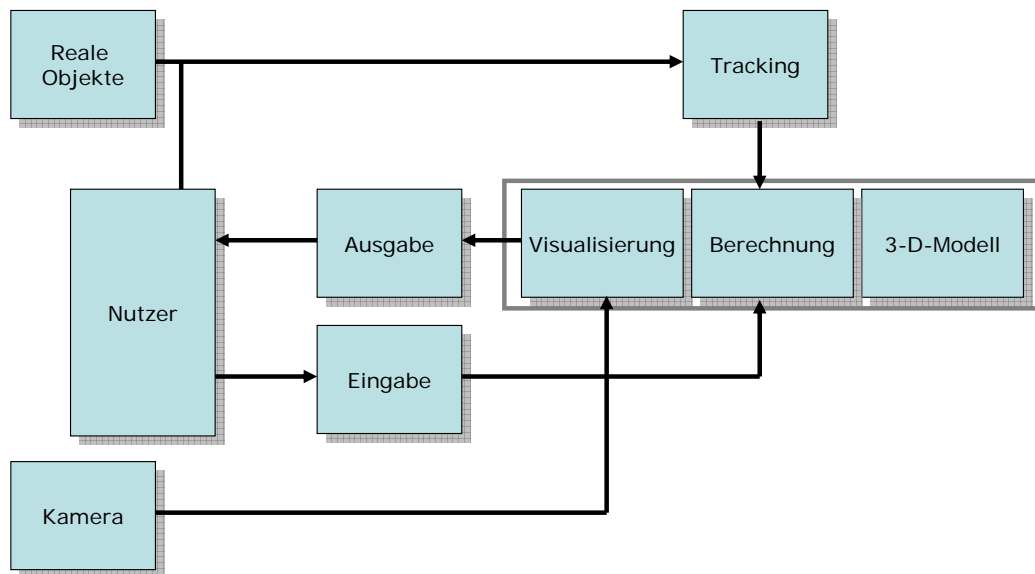 Reale
Objekte
Tracking
Nutzer
Ausgabe
Visualisierung
Berechnung
3-D-Modell
Eingabe
Kamera